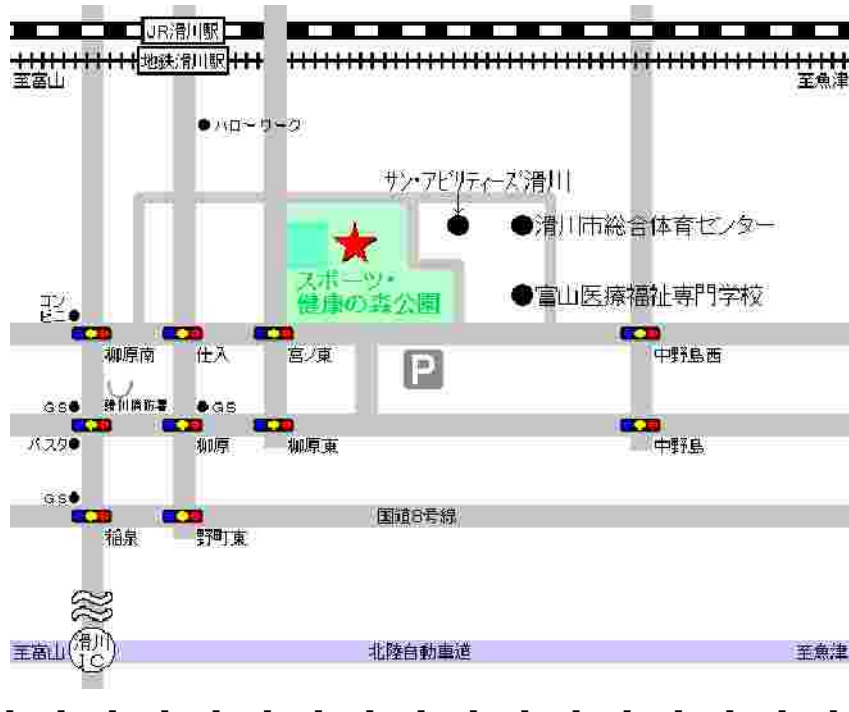 JR滑川駅
地鉄滑川駅
至富山
至魚津
ハローワーク
サン・アビリティーズ滑川
滑川市総合体育センター
スポーツ・
健康の森公園
富山医療福祉専門学校
コン
ビニ
柳原南
仕入
宮ノ東
P
中野島西
GS
滑川消防署
GS
パスタ
柳原
柳原東
中野島
GS
国道8号線
稲泉
野町東
至富山
滑川
IC
北陸自動車道
至魚津